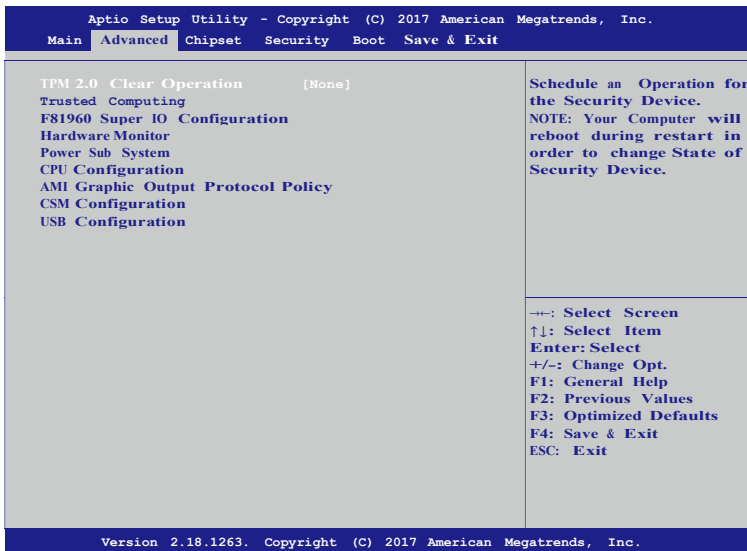 Aptio Setup Utility - Copyright (C) 2017 American Megatrends, Inc.
Main Advanced Chipset Security Boot Save & Exit
TPM 2.0 Clear Operation [None]
Trusted Computing
F81960 Super IO Configuration
Hardware Monitor
Power Sub System
CPU Configuration
AMI Graphic Output Protocol Policy
CSM Configuration
USB Configuration
Schedule an Operation for
the Security Device.
NOTE: Your Computer will
reboot during restart in
order to change State of
Security Device.
→←: Select Screen
↑↓: Select Item
Enter: Select
+/-: Change Opt.
F1: General Help
F2: Previous Values
F3: Optimized Defaults
F4: Save & Exit
ESC: Exit
Version 2.18.1263. Copyright (C) 2017 American Megatrends, Inc.